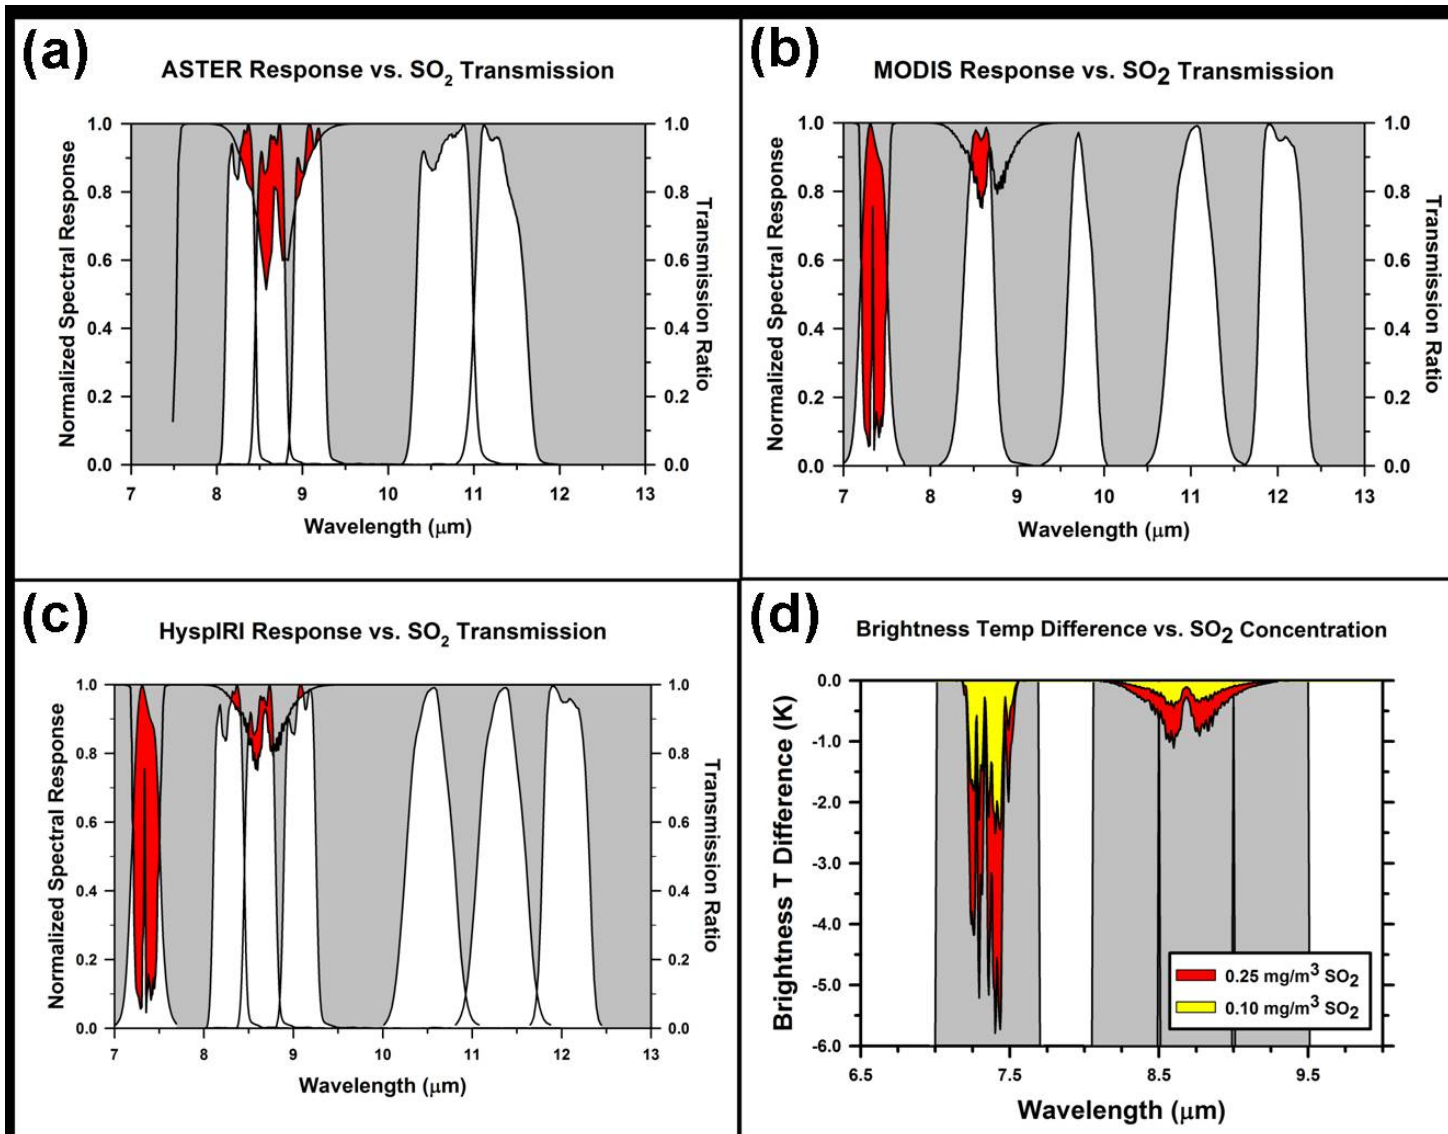 (a)
ASTER Response vs. SO2 Transmission
1.0
0.8
0.6
0.4
0.2
0.0
Normalized Spectral Response
1.0
0.8
0.6
0.4
0.2
0.0
Transmission Ratio
7 8 9 10 11 12 13
Wavelength (μm)
(b)
MODIS Response vs. SO2 Transmission
1.0
0.8
0.6
0.4
0.2
0.0
Normalized Spectral Response
1.0
0.8
0.6
0.4
0.2
0.0
Transmission Ratio
7 8 9 10 11 12 13
Wavelength (μm)
(c)
HyspIRI Response vs. SO2 Transmission
1.0
0.8
0.6
0.4
0.2
0.0
Normalized Spectral Response
1.0
0.8
0.6
0.4
0.2
0.0
Transmission Ratio
7 8 9 10 11 12 13
Wavelength (μm)
(d)
Brightness Temp Difference vs. SO2 Concentration
0.0
-1.0
-2.0
-3.0
-4.0
-5.0
-6.0
Brightness T Difference (K)
0.25 mg/m3 SO2
0.10 mg/m3 SO2
6.5 7.5 8.5 9.5
Wavelength (μm)